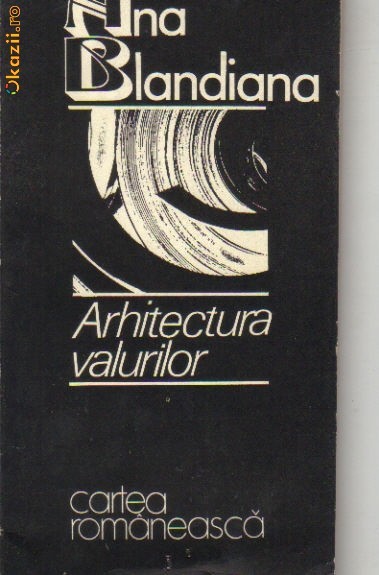 Okazii.ro
Ana
Blandiana
Arhitectura
valurilor
cartea
românească